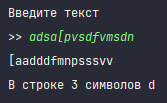 Введите текст
>> adsa[pvsdfvmsdn
[aadddfmnpsssvv
В строке 3 символов d